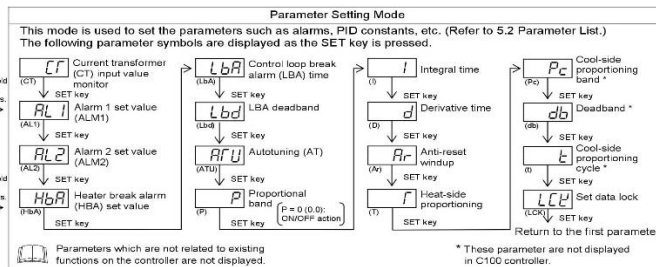 Parameter Setting Mode
This mode is used to set the parameters such as alarms, PID constants, etc. (Refer to 5.2 Parameter List.)
The following parameter symbols are displayed as the SET key is pressed.
CT
(CT)
Current transformer
(CT) input value
monitor
SET key
AL1
(AL1)
Alarm 1 set value
(ALM1)
SET key
AL2
(AL2)
Alarm 2 set value
(ALM2)
SET key
HbA
(HbA)
Heater break alarm
(HBA) set value
SET key
LbA
(LbA)
Control loop break
alarm (LBA) time
SET key
Lbd
(Lbd)
LBA deadband
SET key
ATU
(ATU)
Autotuning (AT)
SET key
P
(P)
Proportional
band
P = 0 (0.0):
ON/OFF action
SET key
I
(I)
Integral time
SET key
d
(D)
Derivative time
SET key
Ar
(Ar)
Anti-reset
windup
SET key
T
(T)
Heat-side
proportioning
SET key
Pc
(Pc)
Cool-side
proportioning
band *
SET key
db
(db)
Deadband *
SET key
t
(t)
Cool-side
proportioning
cycle *
SET key
LCK
(LCK)
Set data lock
SET key
Return to the first parameter
Parameters which are not related to existing
functions on the controller are not displayed.
* These parameter are not displayed
in C100 controller.